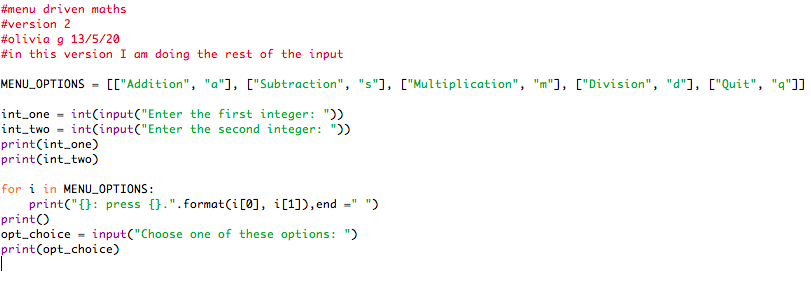 #menu driven maths
#version 2
#olivia g 13/5/20
#in this version I am doing the rest of the input
MENU_OPTIONS = [["Addition", "a"], ["Subtraction", "s"], ["Multiplication", "m"], ["Division", "d"], ["Quit", "q"]]
int_one = int(input("Enter the first integer: "))
int_two = int(input("Enter the second integer: "))
print(int_one)
print(int_two)
for i in MENU_OPTIONS:
    print("{}: press {}.".format(i[0], i[1]),end =" ")
print()
opt_choice = input("Choose one of these options: ")
print(opt_choice)